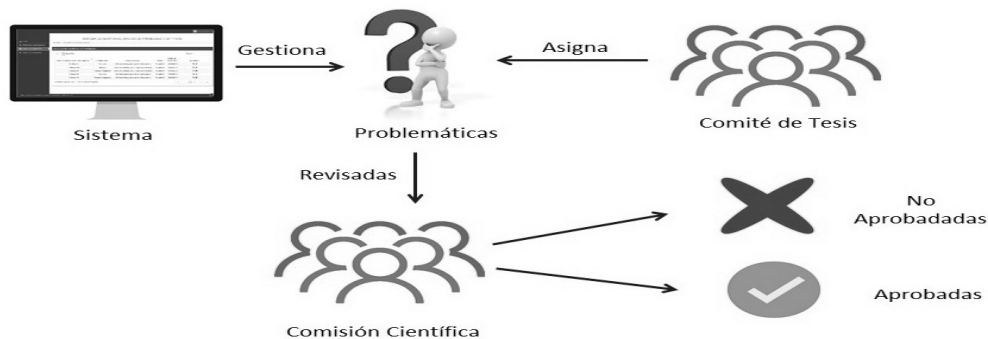 Gestiona
Asigna
Sistema
Problemáticas
Comité de Tesis
Revisadas
No
Aprobadadas
Aprobadas
Comisión Científica